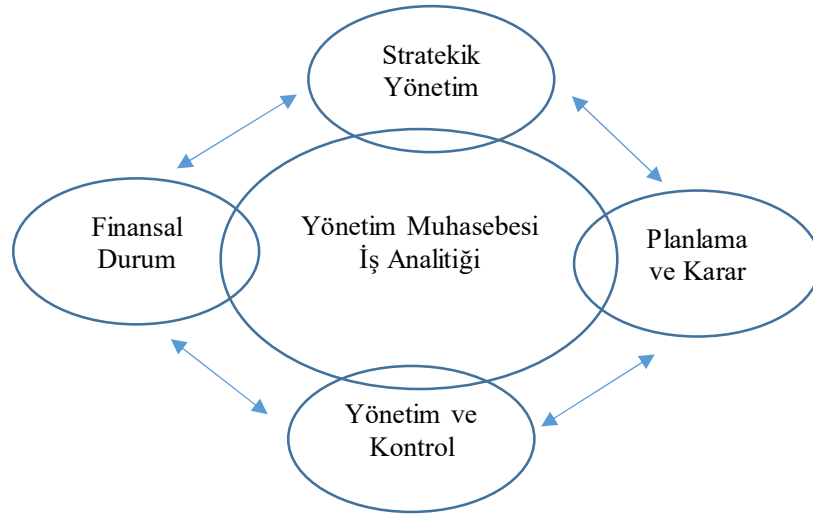 Stratekik
Yönetim
Finansal
Durum
Yönetim Muhasebesi
İş Analitiği
Planlama
ve Karar
Yönetim ve
Kontrol